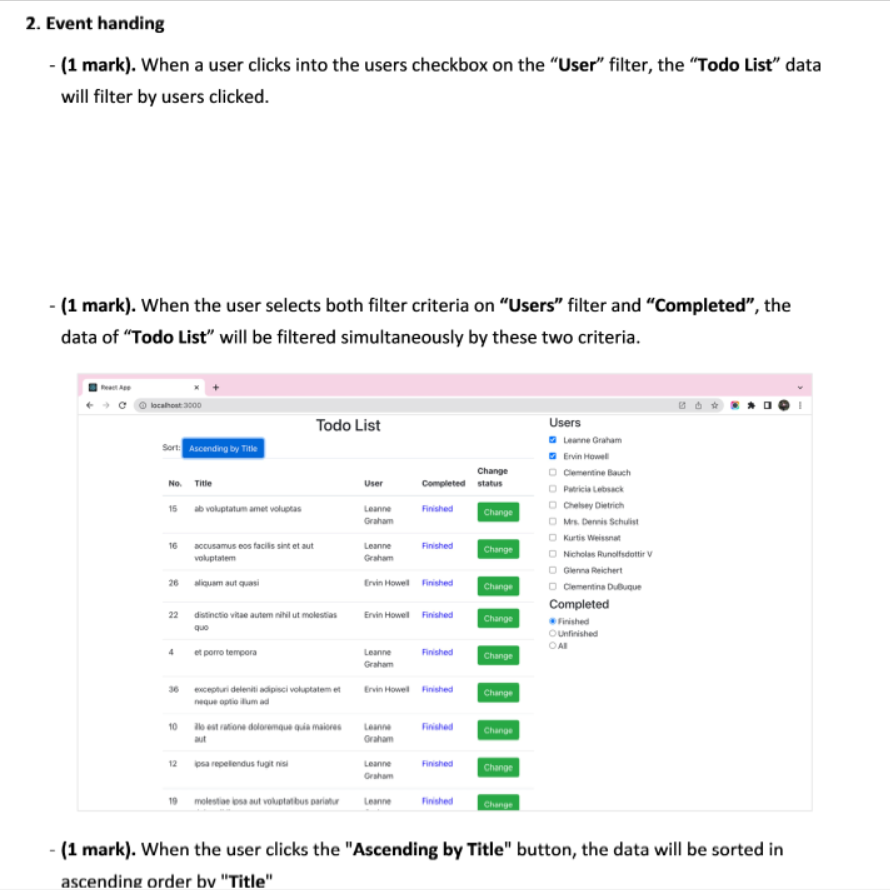 2. Event handing
- (1 mark). When a user clicks into the users checkbox on the “User” filter, the “Todo List” data
will filter by users clicked.
- (1 mark). When the user selects both filter criteria on “Users” filter and “Completed”, the
data of “Todo List” will be filtered simultaneously by these two criteria.
React App
localhost:3000
Todo List
Sort: Ascending by Title
No. Title User Completed Change status
15 ab voluptatum amet voluptas Leanne Finished Change
Graham
16 accusamus eos facilis sint et aut Leanne Finished Change
voluptatem Graham
26 aliquam aut quasi Ervin Howell Finished Change
22 distinctio vitae autem nihil ut molestias Ervin Howell Finished Change
quo
4 et porro tempora Leanne Finished Change
Graham
36 excepturi deleniti adipisci voluptatem et Ervin Howell Finished Change
neque optio illum ad
10 illo est ratione doloremque quia maiores Leanne Finished Change
aut Graham
12 ipsa repellendus fugit nisi Leanne Finished Change
Graham
19 molestiae ipsa aut voluptatibus pariatur Leanne Finished Change
Users
Leanne Graham
Ervin Howell
Clementine Bauch
Patricia Lebsack
Chelsey Dietrich
Mrs. Dennis Schulist
Kurtis Weissnat
Nicholas Runolfsdottir V
Glenna Reichert
Clementina DuBuque
Completed
Finished
Unfinished
All
- (1 mark). When the user clicks the "Ascending by Title" button, the data will be sorted in
ascending order by "Title"